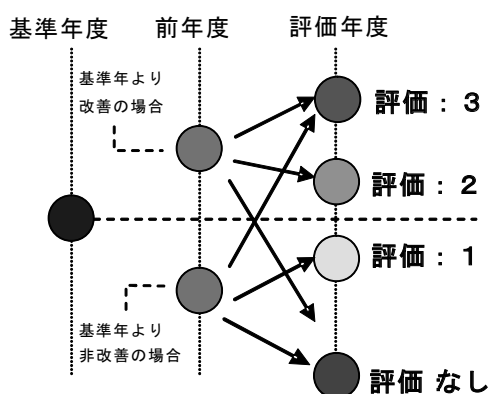 基準年度 前年度 評価年度
基準年より
改善の場合
評価：３
評価：２
評価：１
基準年より
非改善の場合
評価 なし